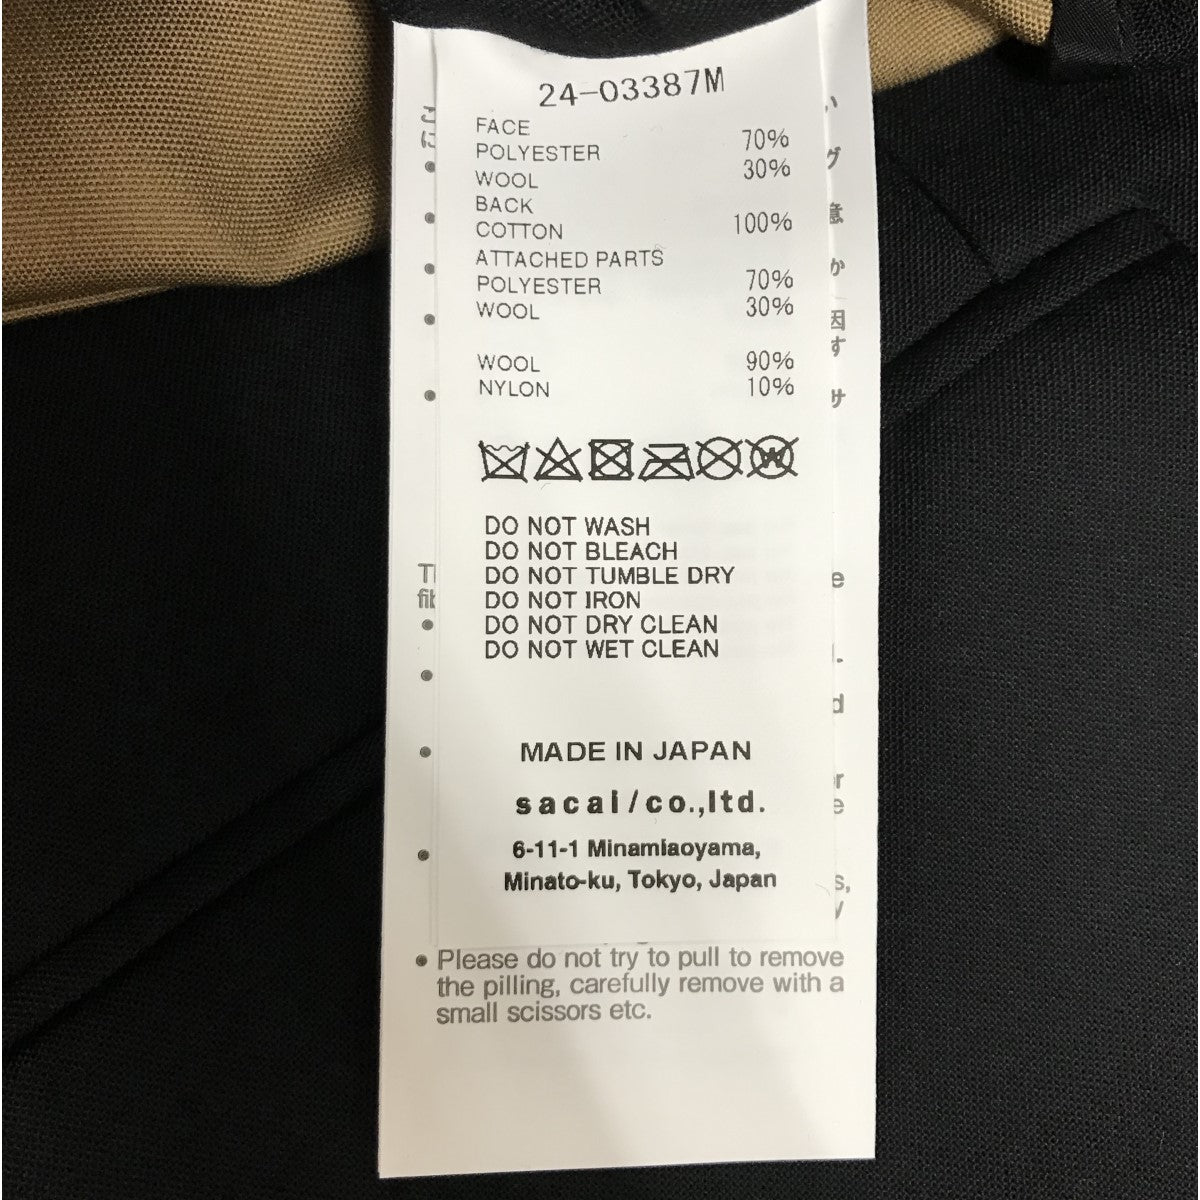 24-03387M
FACE
POLYESTER 70%
WOOL 30%
BACK
COTTON 100%
ATTACHED PARTS
POLYESTER 70%
WOOL 30%
WOOL 90%
NYLON 10%
W
DO NOT WASH
DO NOT BLEACH
DO NOT TUMBLE DRY
DO NOT IRON
DO NOT DRY CLEAN
DO NOT WET CLEAN
MADE IN JAPAN
sacai/co.,ltd.
6-11-1 Minamiaoyama,
Minato-ku, Tokyo, Japan
• Please do not try to pull to remove
the pilling, carefully remove with a
small scissors etc.